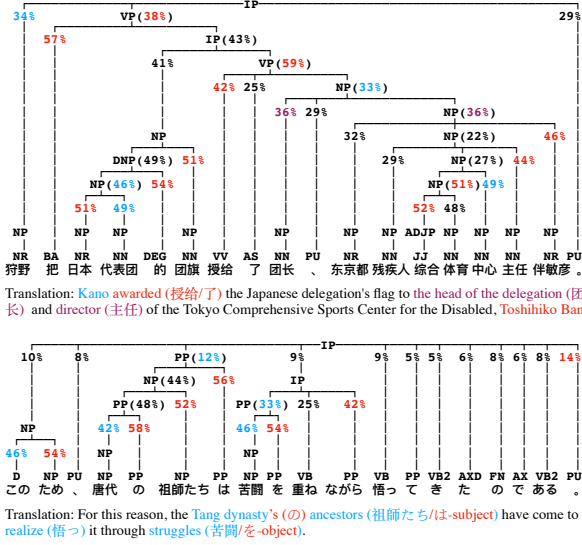 IP
34% VP(38%) 29%
57% IP(43%)
41% VP(59%)
42% 25% NP(33%)
36% 29% NP(36%)
NP 32% NP(22%) 46%
DNP(49%) 51% 29% NP(27%) 44%
NP(46%) 54% NP(51%) 49%
51% 49% 52% 48%
NP NP NP NP ADJP NP NP
NR BA NR NN DEG NN VV AS NN PU NR NN JJ NN NN NN NR PU
狩野 把 日本 代表团 的 团旗 授给 了 团长 、 东京都 残疾人 综合 体育 中心 主任 伴敏彦 。
Translation: Kano awarded (授给/了) the Japanese delegation's flag to the head of the delegation (团
长) and director (主任) of the Tokyo Comprehensive Sports Center for the Disabled, Toshihiko Ban
IP
10% 8% PP(12%) 9% 9% 5% 5% 6% 8% 6% 8% 14%
NP(44%) 56% IP
PP(48%) 52% PP(33%) 25% 42%
NP 42% 58% 46% 54%
46% 54% NP NP
D NP PU NP PP NP PP NP PP VB PP VB PP VB2 AXD FN AX VB2 PU
この ため 、 唐代 の 祖師たち は 苦闘 を 重ね ながら 悟っ て き た の で ある 。
Translation: For this reason, the Tang dynasty's (の) ancestors (祖師たち/は-subject) have come to
realize (悟っ) it through struggles (苦闘/を-object).